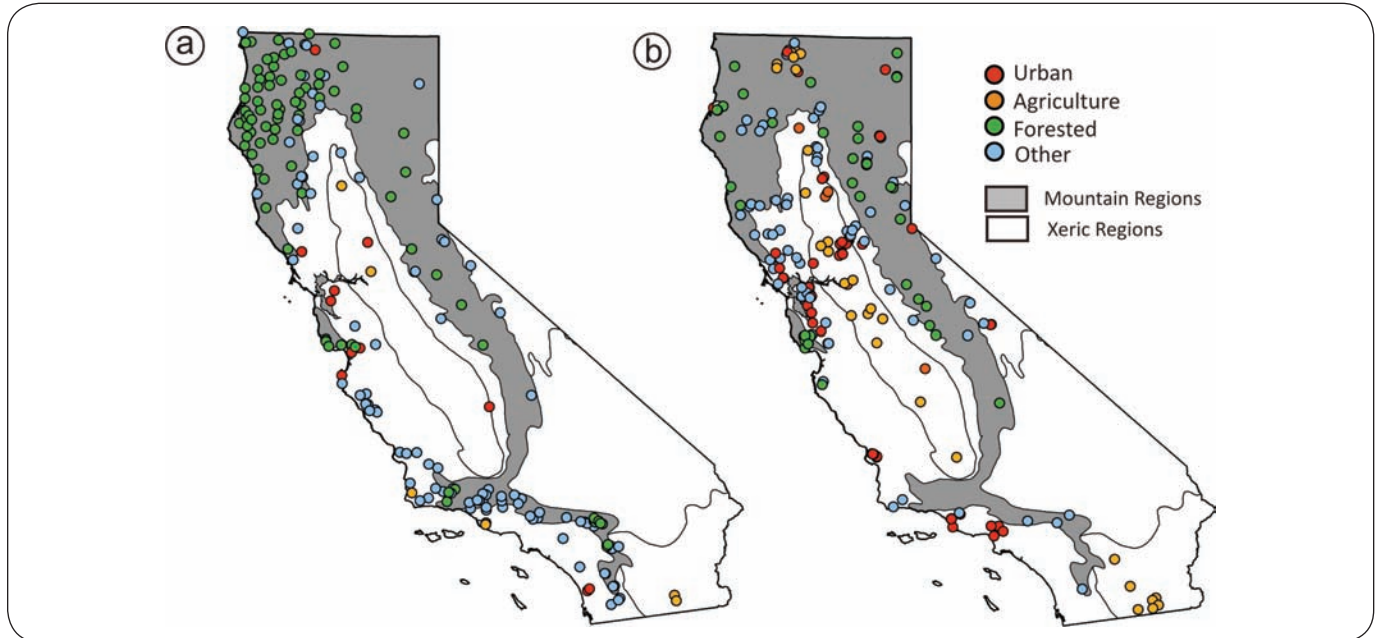 a
b
Urban
Agriculture
Forested
Other
Mountain Regions
Xeric Regions